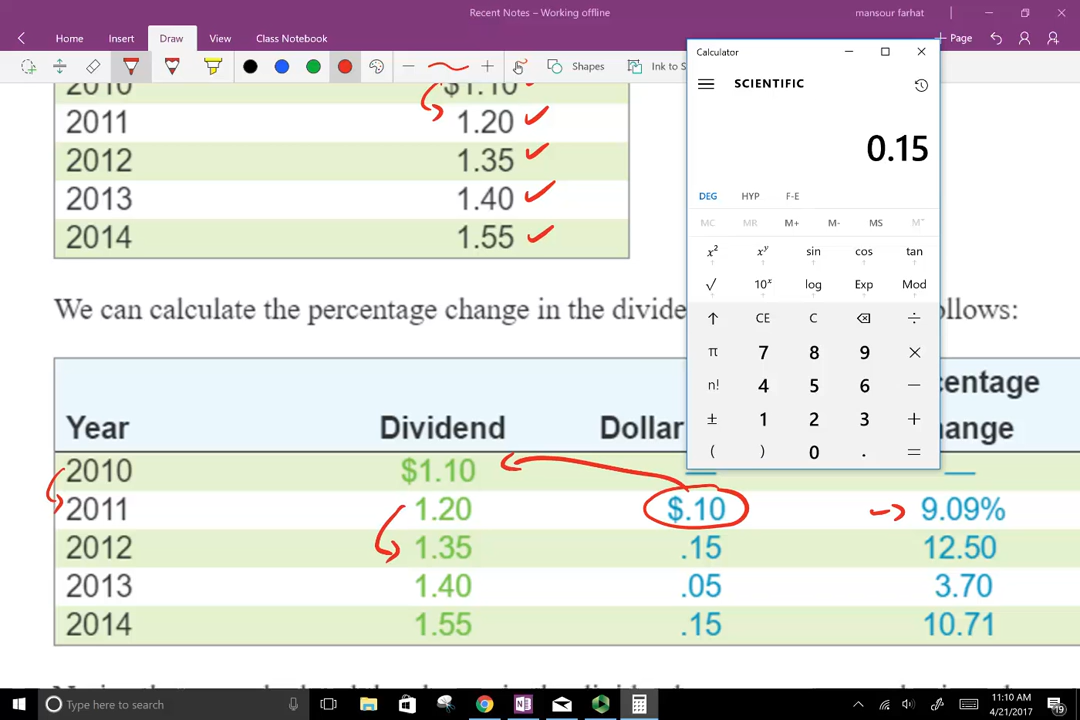 Recent Notes – Working offline
mansour farhat
Home Insert Draw View Class Notebook
Page
Shapes
Ink to S
2010 $1.10
2011 1.20
2012 1.35
2013 1.40
2014 1.55
We can calculate the percentage change in the divide
ollows:
Year Dividend Dollar
centage
hange
2010 $1.10 — —
2011 1.20 $.10 9.09%
2012 1.35 .15 12.50
2013 1.40 .05 3.70
2014 1.55 .15 10.71
Calculator
SCIENTIFIC
0.15
DEG HYP F-E
MC MR M+ M- MS M˅
x² xʸ sin cos tan
√ 10ˣ log Exp Mod
↑ CE C ⌫ ÷
π 7 8 9 ×
n! 4 5 6 −
± 1 2 3 +
( ) 0 . =
Type here to search
11:10 AM
4/21/2017
19